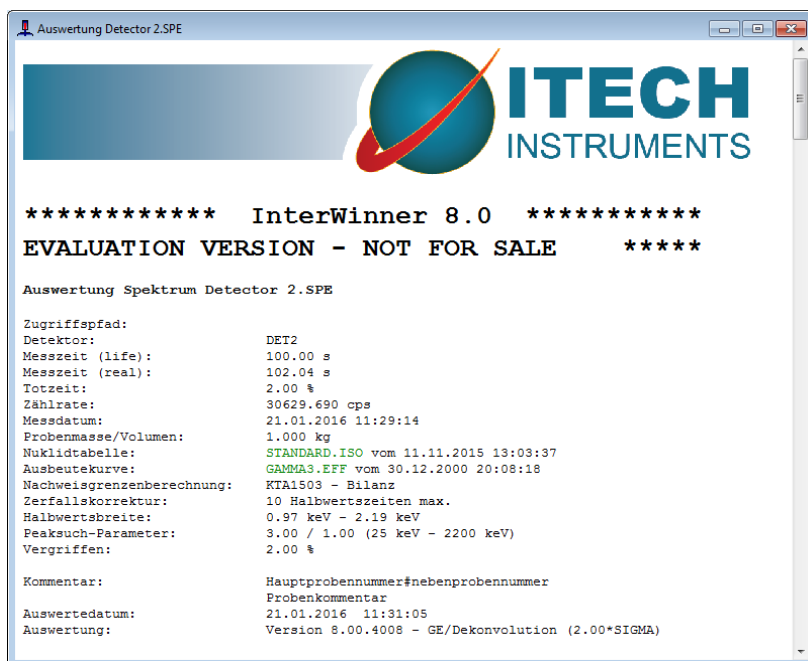 Auswertung Detector 2.SPE
ITECH
INSTRUMENTS
************ InterWinner 8.0 ***********
EVALUATION VERSION - NOT FOR SALE *****
Auswertung Spektrum Detector 2.SPE
Zugriffspfad:
Detektor: DET2
Messzeit (life): 100.00 s
Messzeit (real): 102.04 s
Totzeit: 2.00 %
Zählrate: 30629.690 cps
Messdatum: 21.01.2016 11:29:14
Probenmasse/Volumen: 1.000 kg
Nuklidtabelle: STANDARD.ISO vom 11.11.2015 13:03:37
Ausbeutekurve: GAMMA3.EFF vom 30.12.2000 20:08:18
Nachweisgrenzenberechnung: KTA1503 - Bilanz
Zerfallskorrektur: 10 Halbwertszeiten max.
Halbwertsbreite: 0.97 keV - 2.19 keV
Peaksuch-Parameter: 3.00 / 1.00 (25 keV - 2200 keV)
Vergriffen: 2.00 %
Kommentar: Hauptprobennummer#nebenprobennummer
Probenkommentar
Auswertedatum: 21.01.2016 11:31:05
Auswertung: Version 8.00.4008 - GE/Dekonvolution (2.00*SIGMA)